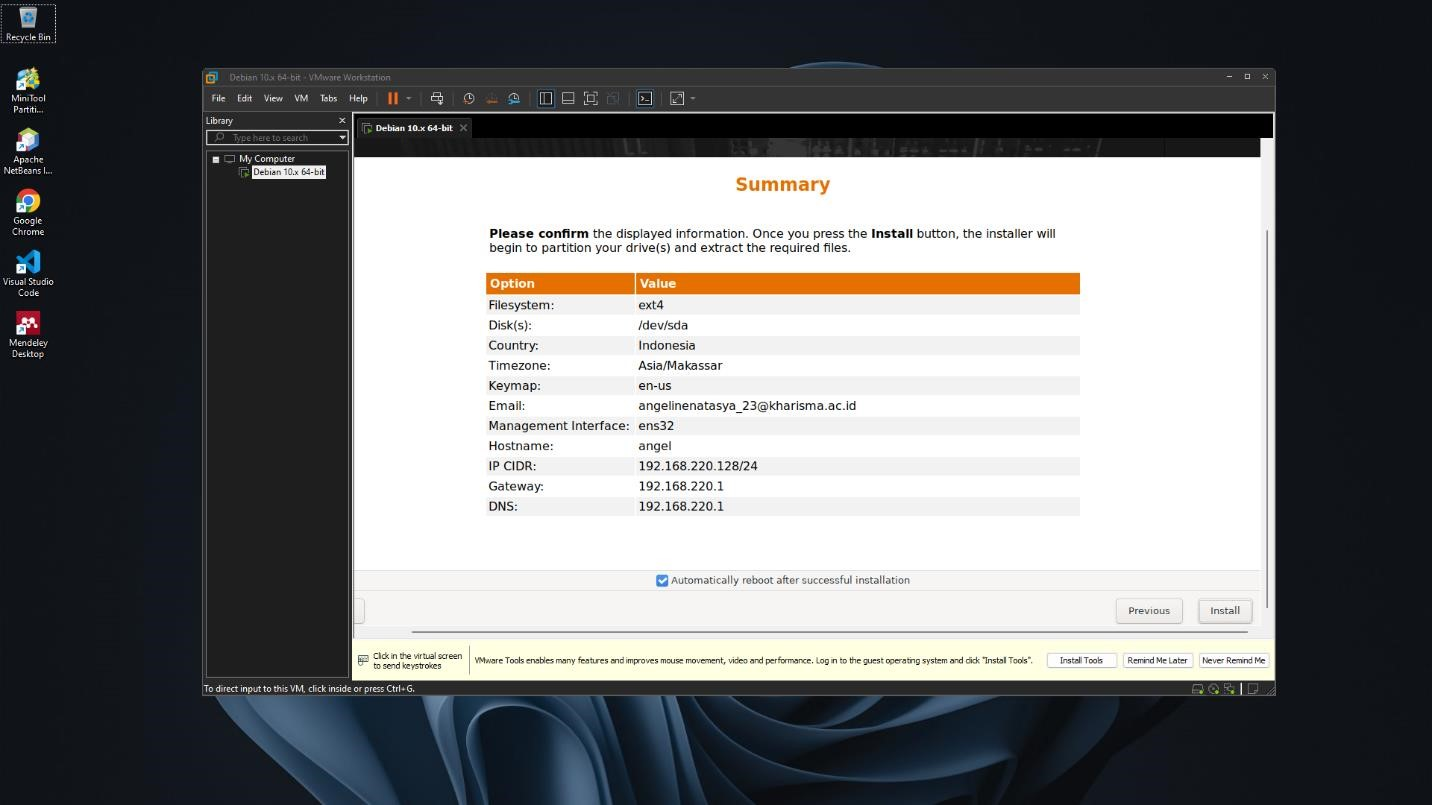 Recycle Bin
MiniTool
Partiti...
Apache
NetBeans I...
Google
Chrome
Visual Studio
Code
Mendeley
Desktop
Debian 10.x 64-bit - VMware Workstation
File Edit View VM Tabs Help
Library
Type here to search
My Computer
Debian 10.x 64-bit
Debian 10.x 64-bit
Summary
Please confirm the displayed information. Once you press the Install button, the installer will
begin to partition your drive(s) and extract the required files.
Option Value
Filesystem: ext4
Disk(s): /dev/sda
Country: Indonesia
Timezone: Asia/Makassar
Keymap: en-us
Email: angelinenatasya_23@kharisma.ac.id
Management Interface: ens32
Hostname: angel
IP CIDR: 192.168.220.128/24
Gateway: 192.168.220.1
DNS: 192.168.220.1
Automatically reboot after successful installation
Previous Install
Click in the virtual screen
to send keystrokes
VMware Tools enables many features and improves mouse movement, video and performance. Log in to the guest operating system and click "Install Tools".
Install Tools Remind Me Later Never Remind Me
To direct input to this VM, click inside or press Ctrl+G.